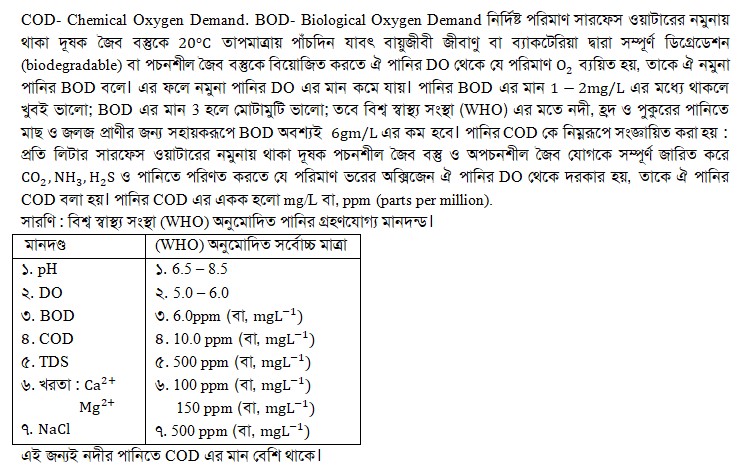 COD- Chemical Oxygen Demand. BOD- Biological Oxygen Demand নির্দিষ্ট পরিমাণ সারফেস ওয়াটারের নমুনায়
থাকা দূষক জৈব বস্তুকে 20°C তাপমাত্রায় পাঁচদিন যাবৎ বায়ুজীবী জীবাণু বা ব্যাকটেরিয়া দ্বারা সম্পূর্ণ ডিগ্রেডেশন
(biodegradable) বা পচনশীল জৈব বস্তুকে বিয়োজিত করতে ঐ পানির DO থেকে যে পরিমাণ O₂ ব্যয়িত হয়, তাকে ঐ নমুনা
পানির BOD বলে। এর ফলে নমুনা পানির DO এর মান কমে যায়। পানির BOD এর মান 1 – 2mg/L এর মধ্যে থাকলে
খুবই ভালো; BOD এর মান 3 হলে মোটামুটি ভালো; তবে বিশ্ব স্বাস্থ্য সংস্থা (WHO) এর মতে নদী, হ্রদ ও পুকুরের পানিতে
মাছ ও জলজ প্রাণীর জন্য সহায়করূপে BOD অবশ্যই 6gm/L এর কম হবে। পানির COD কে নিম্নরূপে সংজ্ঞায়িত করা হয় :
প্রতি লিটার সারফেস ওয়াটারের নমুনায় থাকা দূষক পচনশীল জৈব বস্তু ও অপচনশীল জৈব যোগকে সম্পূর্ণ জারিত করে
CO₂, NH₃, H₂S ও পানিতে পরিণত করতে যে পরিমাণ ভরের অক্সিজেন ঐ পানির DO থেকে দরকার হয়, তাকে ঐ পানির
COD বলা হয়। পানির COD এর একক হলো mg/L বা, ppm (parts per million).
সারণি : বিশ্ব স্বাস্থ্য সংস্থা (WHO) অনুমোদিত পানির গ্রহণযোগ্য মানদন্ড।
মানদণ্ড (WHO) অনুমোদিত সর্বোচ্চ মাত্রা
১. pH ১. 6.5 – 8.5
২. DO ২. 5.0 – 6.0
৩. BOD ৩. 6.0ppm (বা, mgL⁻¹)
৪. COD ৪. 10.0 ppm (বা, mgL⁻¹)
৫. TDS ৫. 500 ppm (বা, mgL⁻¹)
৬. খরতা : Ca²⁺ ৬. 100 ppm (বা, mgL⁻¹)
Mg²⁺ 150 ppm (বা, mgL⁻¹)
৭. NaCl ৭. 500 ppm (বা, mgL⁻¹)
এই জন্যই নদীর পানিতে COD এর মান বেশি থাকে।